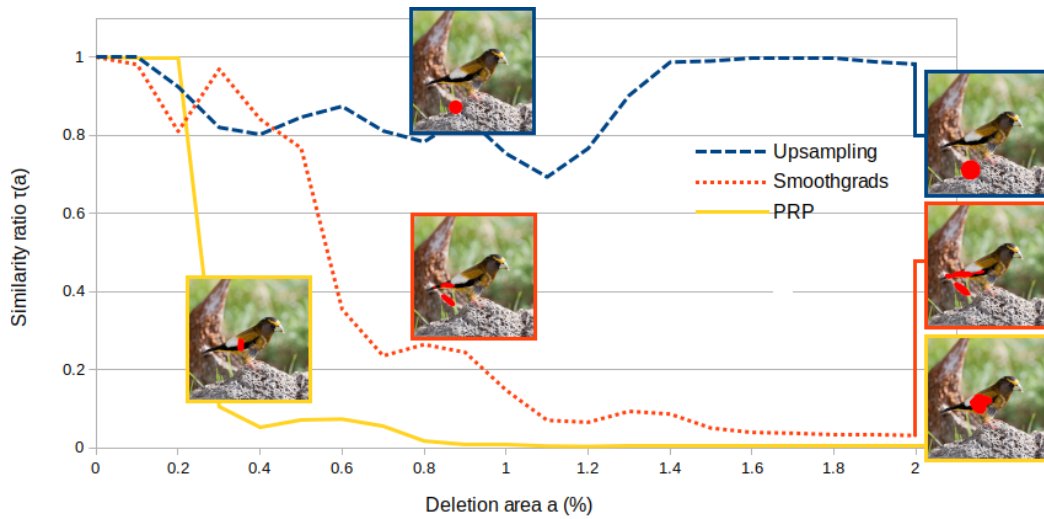 Similarity ratio τ(a)
1
0.8
0.6
0.4
0.2
0
Upsampling
Smoothgrads
PRP
0 0.2 0.4 0.6 0.8 1 1.2 1.4 1.6 1.8 2
Deletion area a (%)